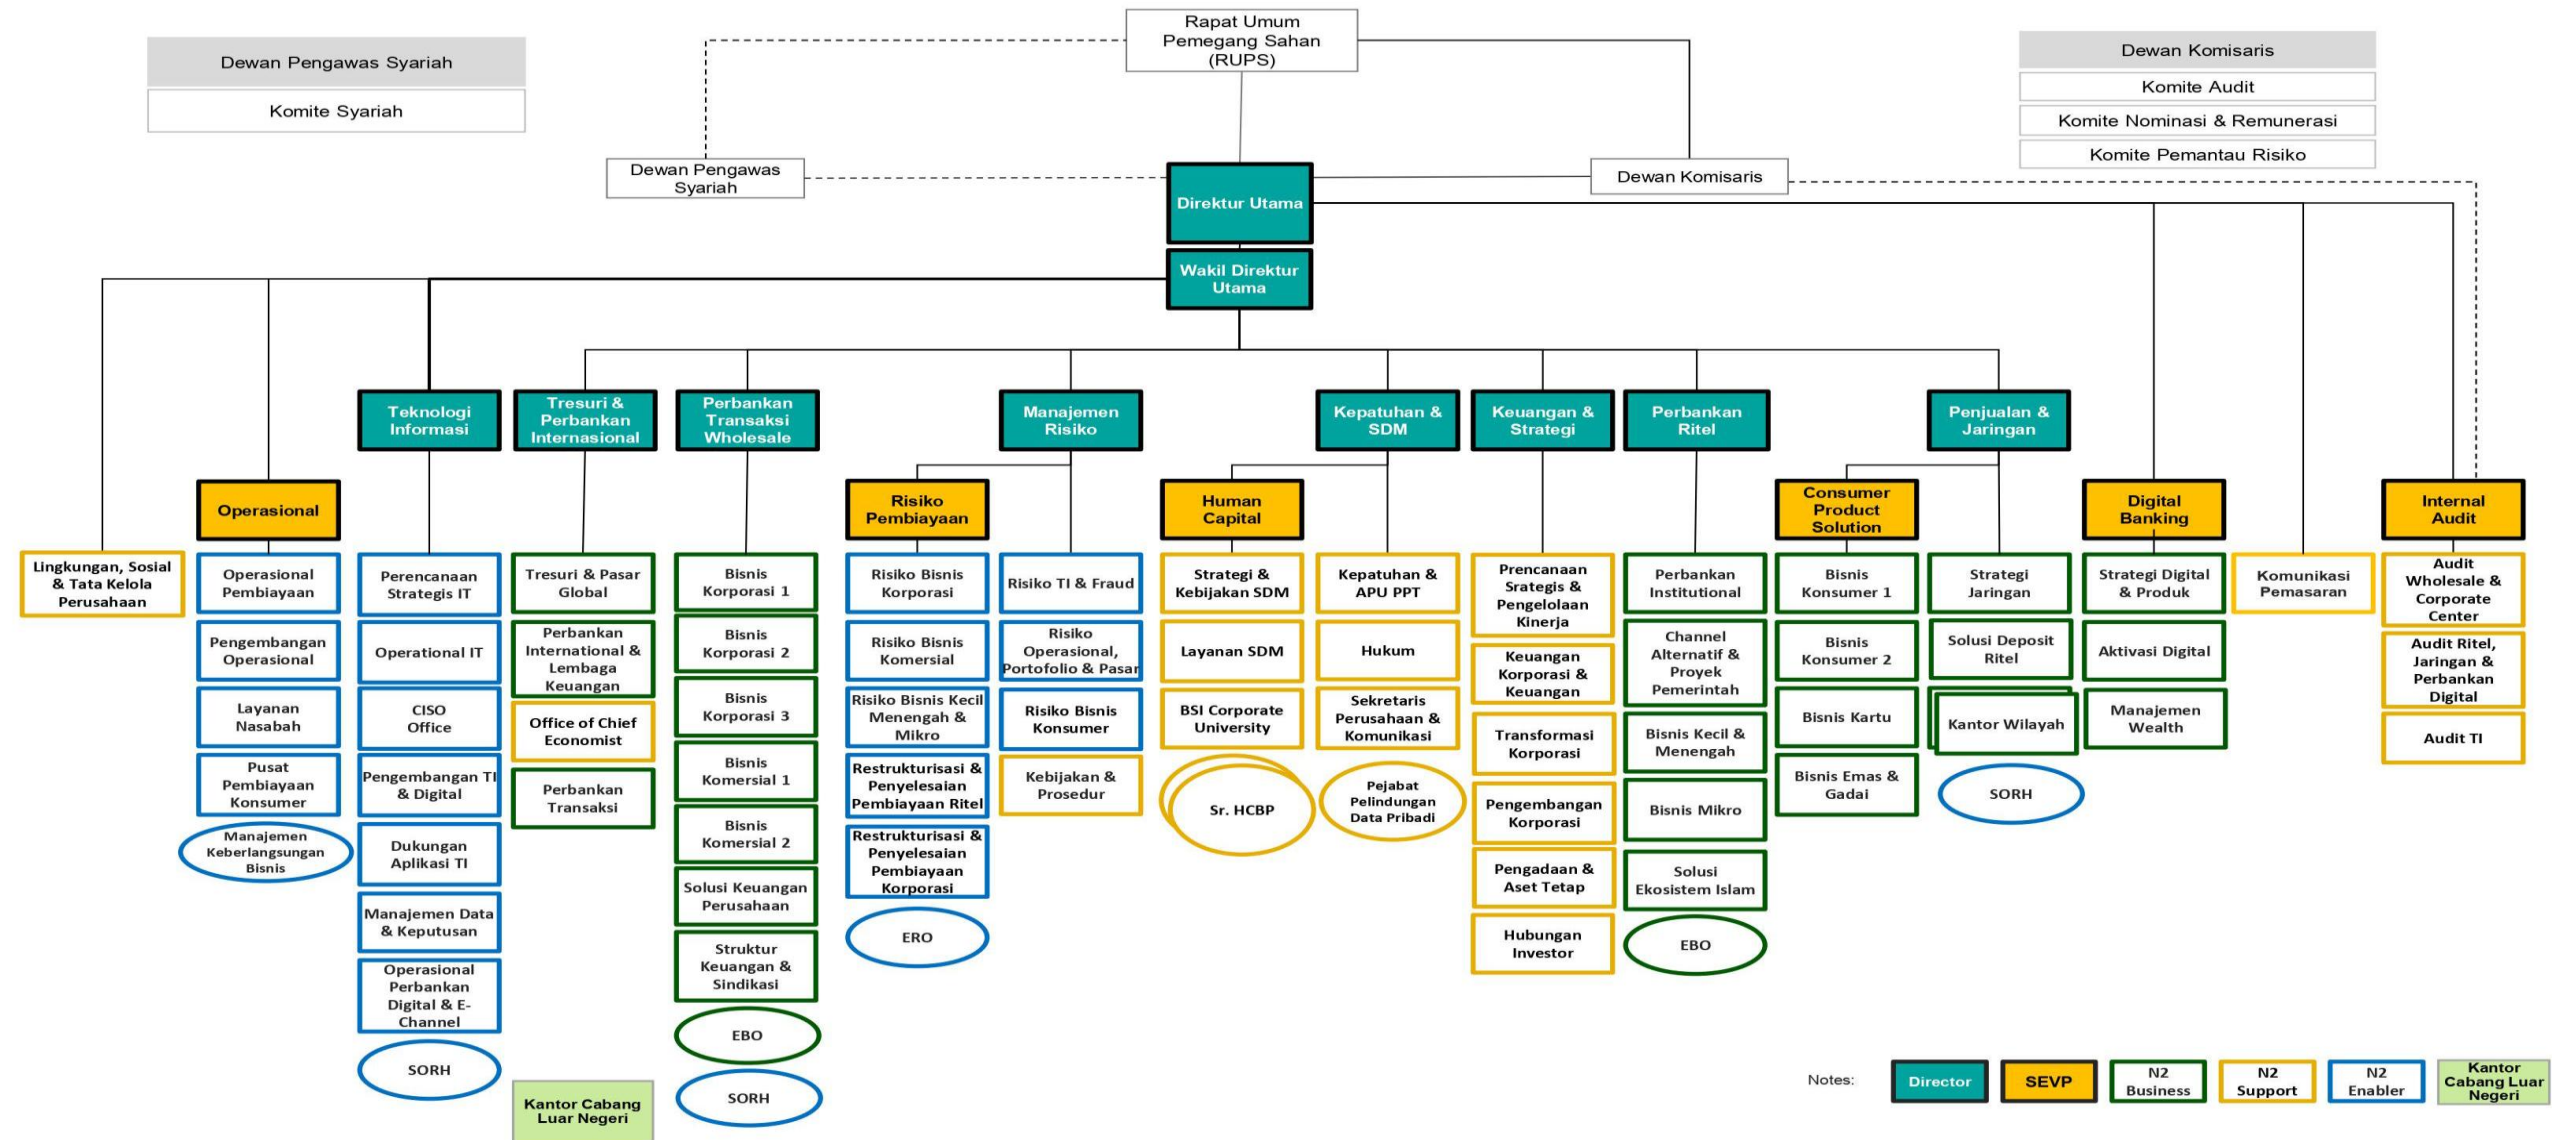 Rapat Umum
Pemegang Sahan
(RUPS)
Dewan Pengawas Syariah
Komite Syariah
Dewan Komisaris
Komite Audit
Komite Nominasi & Remunerasi
Komite Pemantau Risiko
Dewan Pengawas
Syariah
Dewan Komisaris
Direktur Utama
Wakil Direktur
Utama
Teknologi
Informasi
Tresuri &
Perbankan
Internasional
Perbankan
Transaksi
Wholesale
Manajemen
Risiko
Kepatuhan &
SDM
Keuangan &
Strategi
Perbankan
Ritel
Penjualan &
Jaringan
Operasional
Risiko
Pembiayaan
Human
Capital
Consumer
Product
Solution
Digital
Banking
Internal
Audit
Lingkungan, Sosial
& Tata Kelola
Perusahaan
Operasional
Pembiayaan
Pengembangan
Operasional
Layanan
Nasabah
Pusat
Pembiayaan
Konsumer
Manajemen
Keberlangsungan
Bisnis
Perencanaan
Strategis IT
Operational IT
CISO
Office
Pengembangan TI
& Digital
Dukungan
Aplikasi TI
Manajemen Data
& Keputusan
Operasional
Perbankan
Digital & E-
Channel
SORH
Tresuri & Pasar
Global
Perbankan
International &
Lembaga
Keuangan
Office of Chief
Economist
Perbankan
Transaksi
Kantor Cabang
Luar Negeri
Bisnis
Korporasi 1
Bisnis
Korporasi 2
Bisnis
Korporasi 3
Bisnis
Komersial 1
Bisnis
Komersial 2
Solusi Keuangan
Perusahaan
Struktur
Keuangan &
Sindikasi
EBO
SORH
Risiko Bisnis
Korporasi
Risiko Bisnis
Komersial
Risiko Bisnis Kecil
Menengah &
Mikro
Restrukturisasi &
Penyelesaian
Pembiayaan Ritel
Restrukturisasi &
Penyelesaian
Pembiayaan
Korporasi
ERO
Risiko TI & Fraud
Risiko
Operasional,
Portofolio & Pasar
Risiko Bisnis
Konsumer
Kebijakan &
Prosedur
Strategi &
Kebijakan SDM
Layanan SDM
BSI Corporate
University
Sr. HCBP
Kepatuhan &
APU PPT
Hukum
Sekretaris
Perusahaan &
Komunikasi
Pejabat
Pelindungan
Data Pribadi
Prencanaan
Srategis &
Pengelolaan
Kinerja
Keuangan
Korporasi &
Keuangan
Transformasi
Korporasi
Pengembangan
Korporasi
Pengadaan &
Aset Tetap
Hubungan
Investor
Perbankan
Institutional
Channel
Alternatif &
Proyek
Pemerintah
Bisnis Kecil &
Menengah
Bisnis Mikro
Solusi
Ekosistem Islam
EBO
Bisnis
Konsumer 1
Bisnis
Konsumer 2
Bisnis Kartu
Bisnis Emas &
Gadai
Strategi
Jaringan
Solusi Deposit
Ritel
Kantor Wilayah
SORH
Strategi Digital
& Produk
Aktivasi Digital
Manajemen
Wealth
Komunikasi
Pemasaran
Audit
Wholesale &
Corporate
Center
Audit Ritel,
Jaringan &
Perbankan
Digital
Audit TI
Notes:
Director
SEVP
N2
Business
N2
Support
N2
Enabler
Kantor
Cabang Luar
Negeri